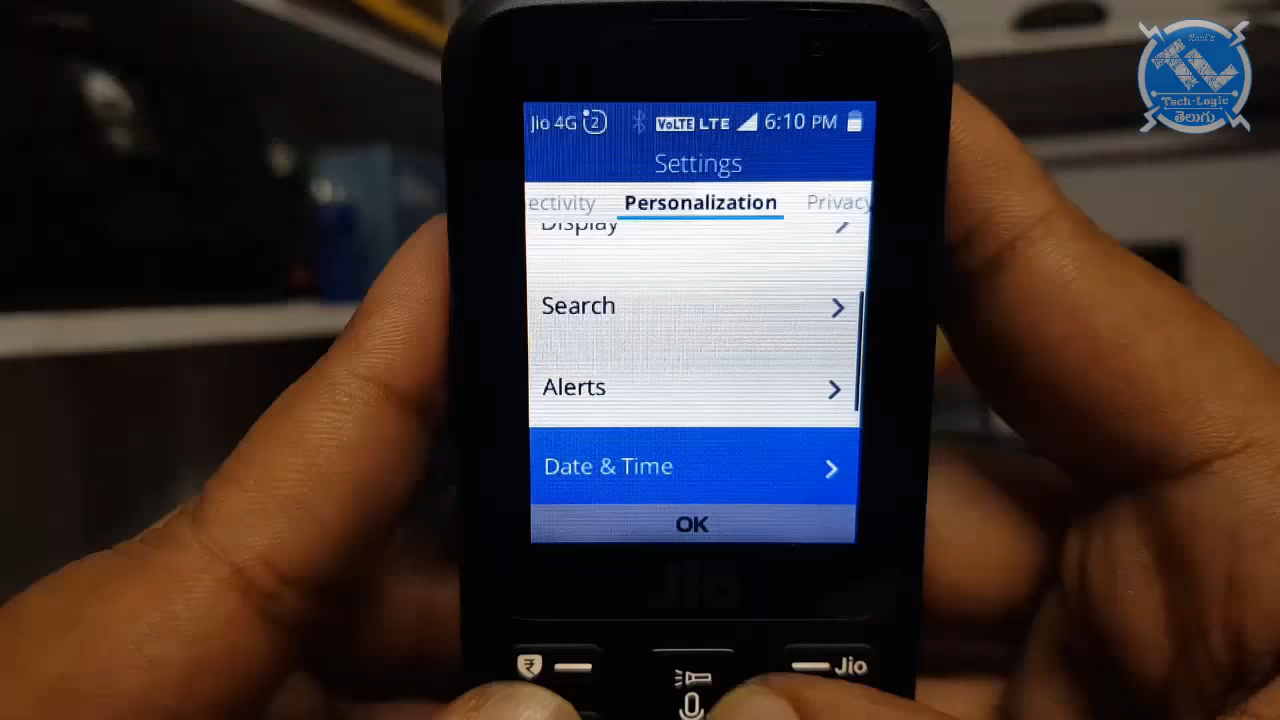 Jio 4G 2 VoLTE LTE 6:10 PM
Settings
ectivity Personalization Privacy
Display
Search
Alerts
Date & Time
OK
Jio
₹ Jio
Tech-Logic
తెలుగు